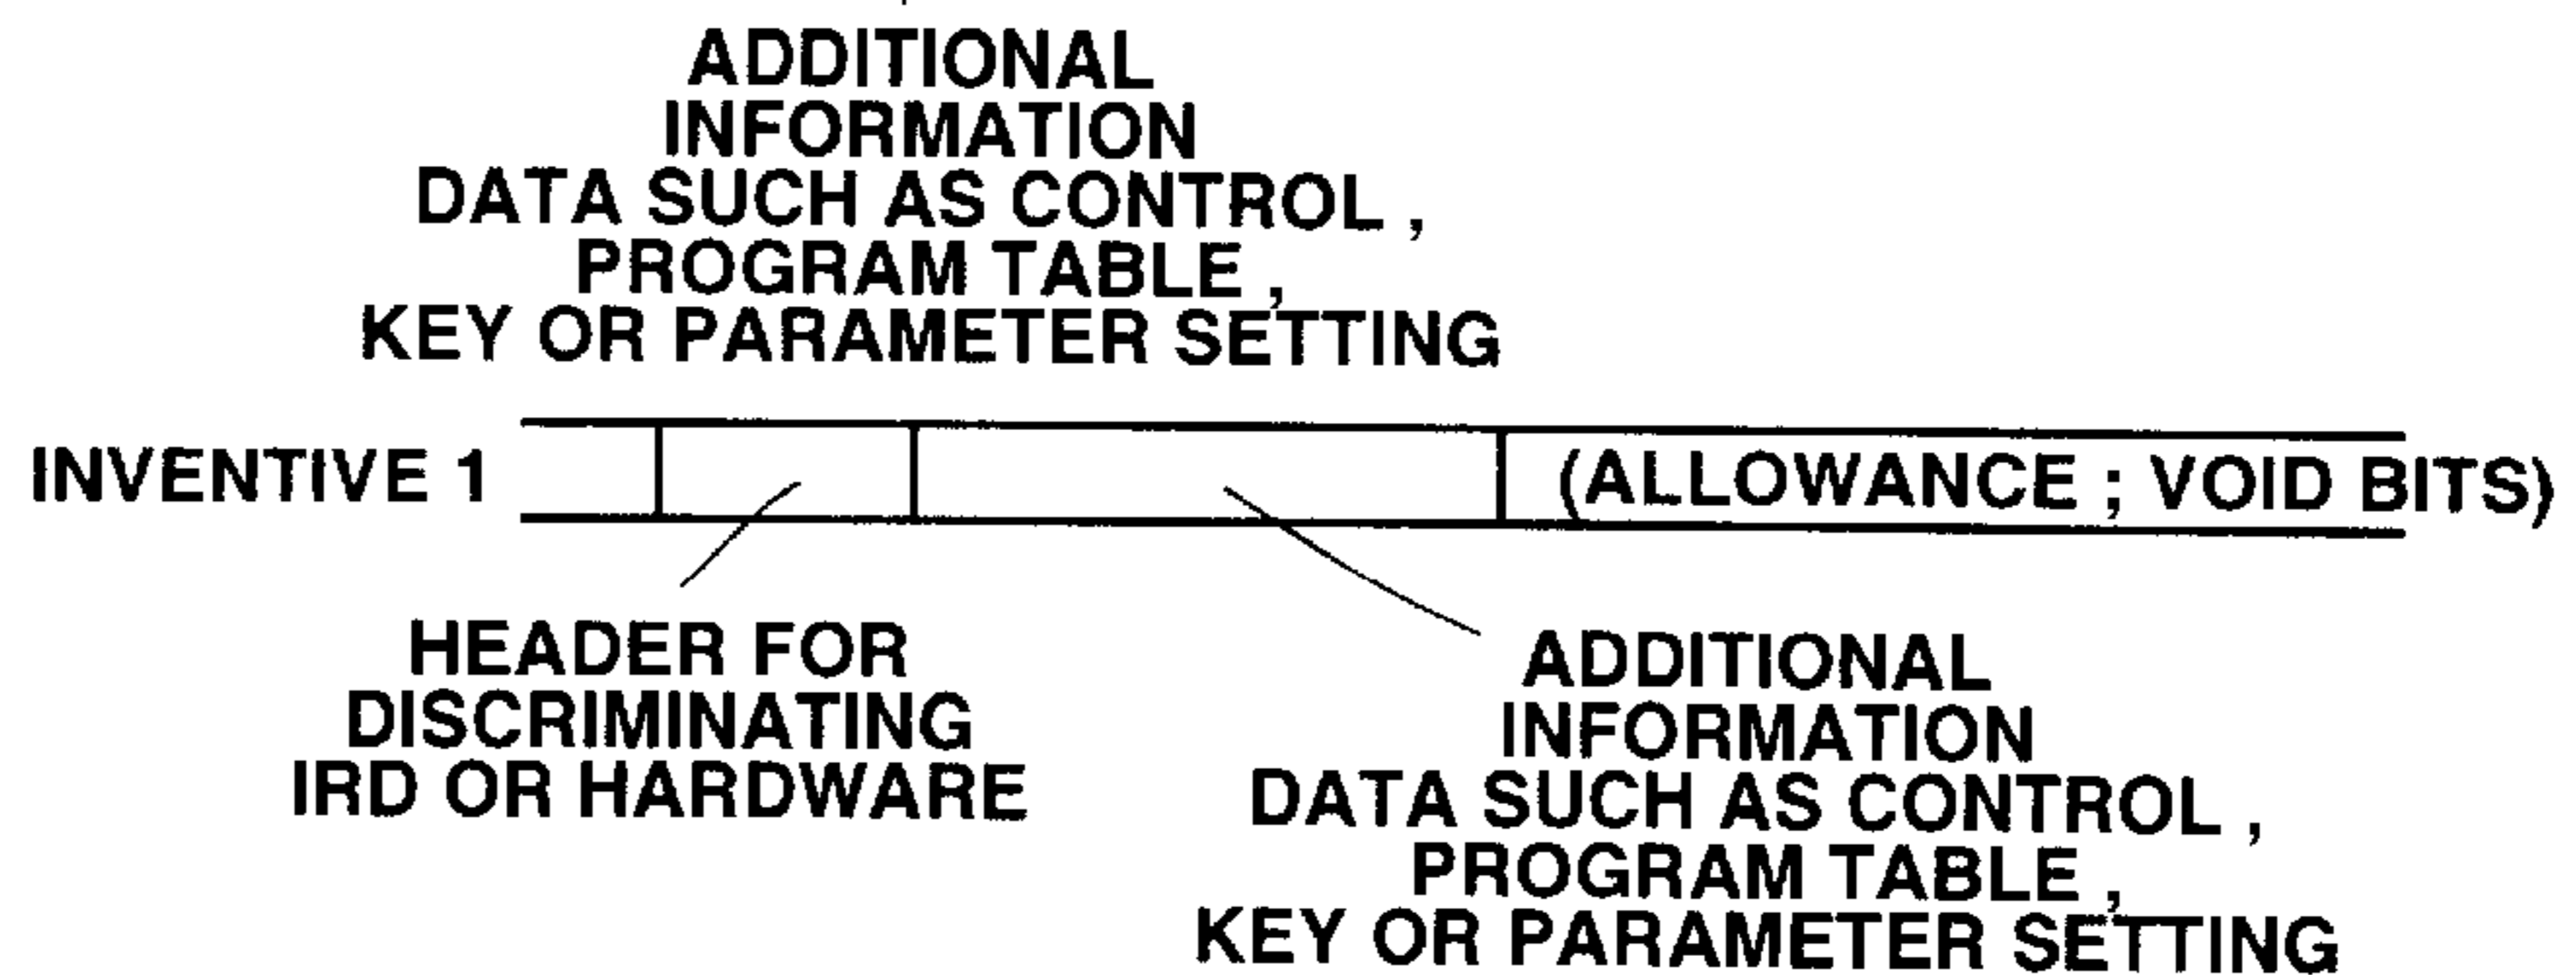 ADDITIONAL
INFORMATION
DATA SUCH AS CONTROL ,
PROGRAM TABLE ,
KEY OR PARAMETER SETTING
INVENTIVE 1
(ALLOWANCE ; VOID BITS)
HEADER FOR
DISCRIMINATING
IRD OR HARDWARE
ADDITIONAL
INFORMATION
DATA SUCH AS CONTROL ,
PROGRAM TABLE ,
KEY OR PARAMETER SETTING